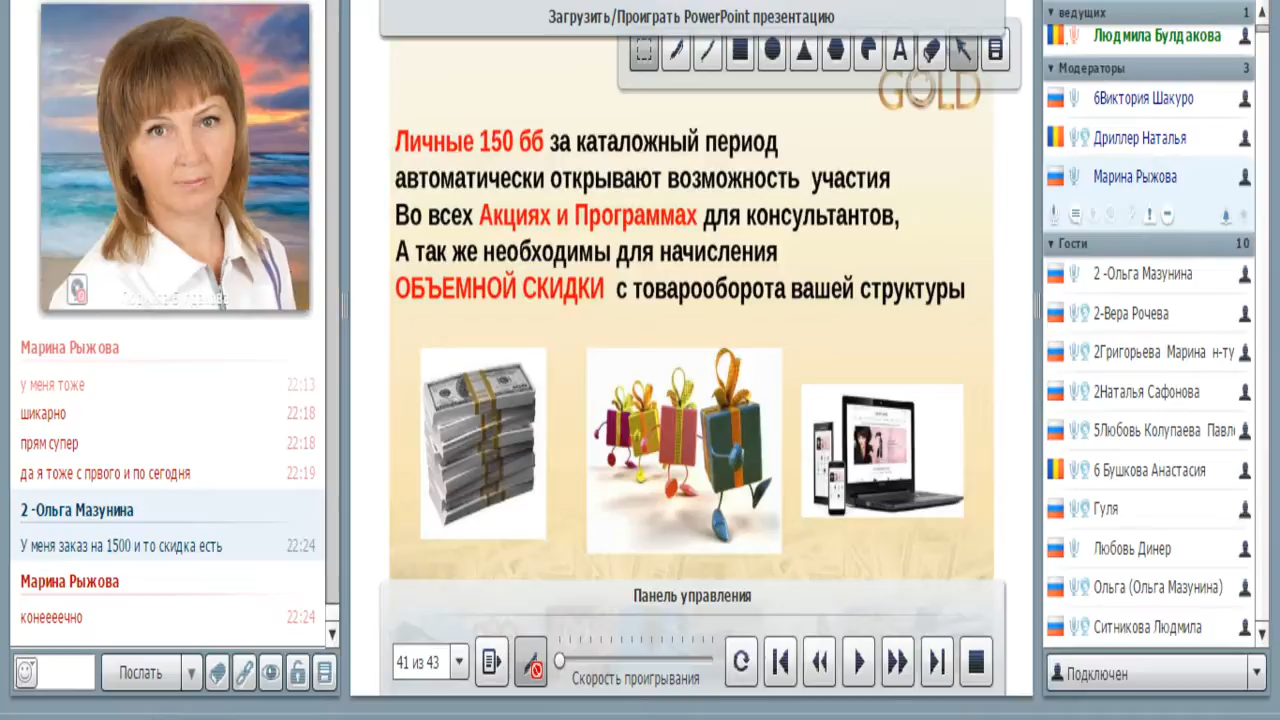 Марина Рыжова
у меня тоже 22:13
шикарно 22:18
прям супер 22:18
да я тоже с првого и по сегодня 22:19
2 -Ольга Мазунина
У меня заказ на 1500 и то скидка есть 22:24
Марина Рыжова
конеееечно 22:24
Послать
Загрузить/Проиграть PowerPoint презентацию
A
GOLD
Личные 150 бб за каталожный период
автоматически открывают возможность участия
Во всех Акциях и Программах для консультантов,
А так же необходимы для начисления
ОБЪЕМНОЙ СКИДКИ с товарооборота вашей структуры
Панель управления
41 из 43
Скорость проигрывания
ведущих 1
Людмила Булдакова
Модераторы 3
6Виктория Шакуро
Дриллер Наталья
Марина Рыжова
Гости 10
2 -Ольга Мазунина
2-Вера Рочева
2Григорьева Марина н-ту
2Наталья Сафонова
5Любовь Колупаева Павл
6 Бушкова Анастасия
Гуля
Любовь Динер
Ольга (Ольга Мазунина)
Ситникова Людмила
Подключен